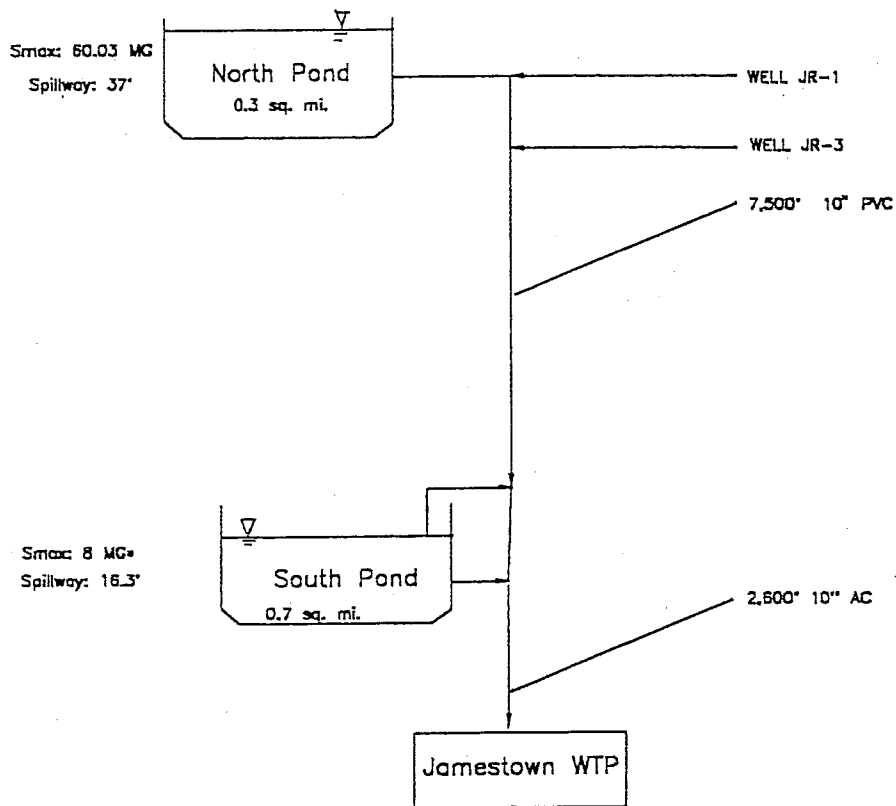 Smax: 60.03 MG
Spillway: 37'
North Pond
0.3 sq. mi.
WELL JR-1
WELL JR-3
7,500' 10" PVC
Smax: 8 MG*
Spillway: 16.3'
South Pond
0.7 sq. mi.
2,600' 10" AC
Jamestown WTP